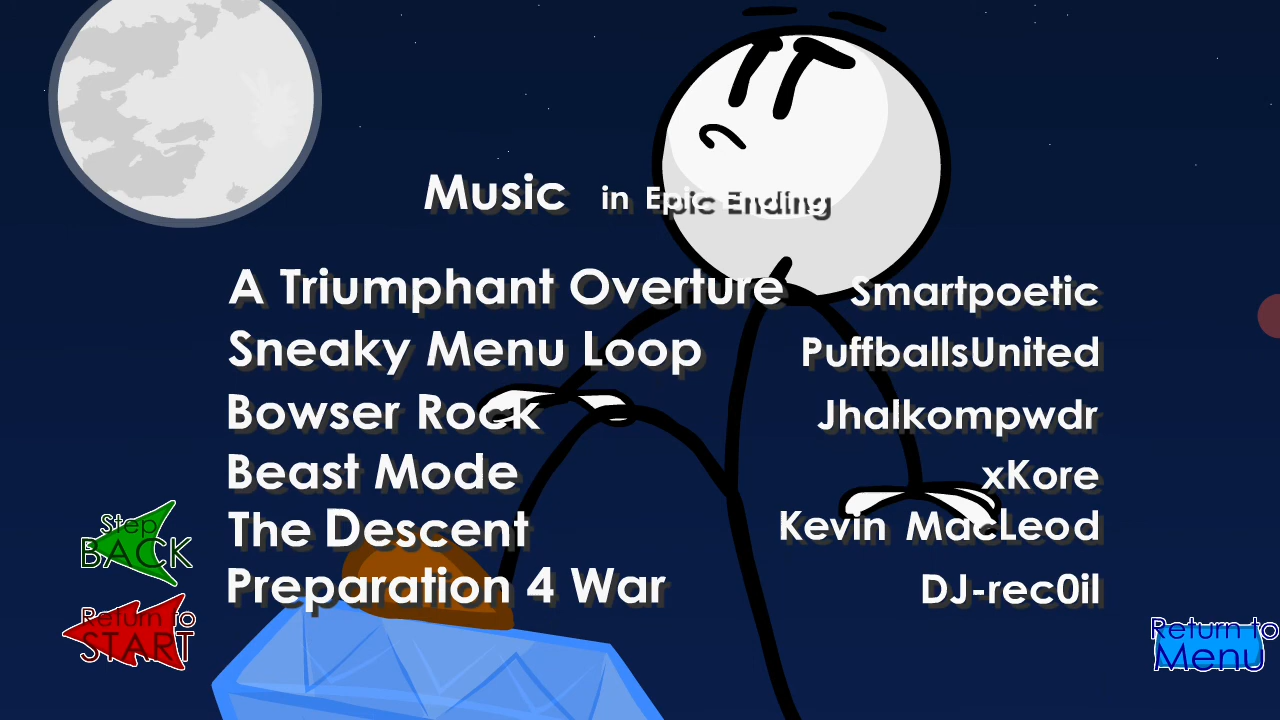 Music in Epic Ending
A Triumphant Overture Smartpoetic
Sneaky Menu Loop PuffballsUnited
Bowser Rock Jhalkompwdr
Beast Mode xKore
The Descent Kevin MacLeod
Preparation 4 War DJ-rec0il
Step
BACK
Return to
START
Return to
Menu